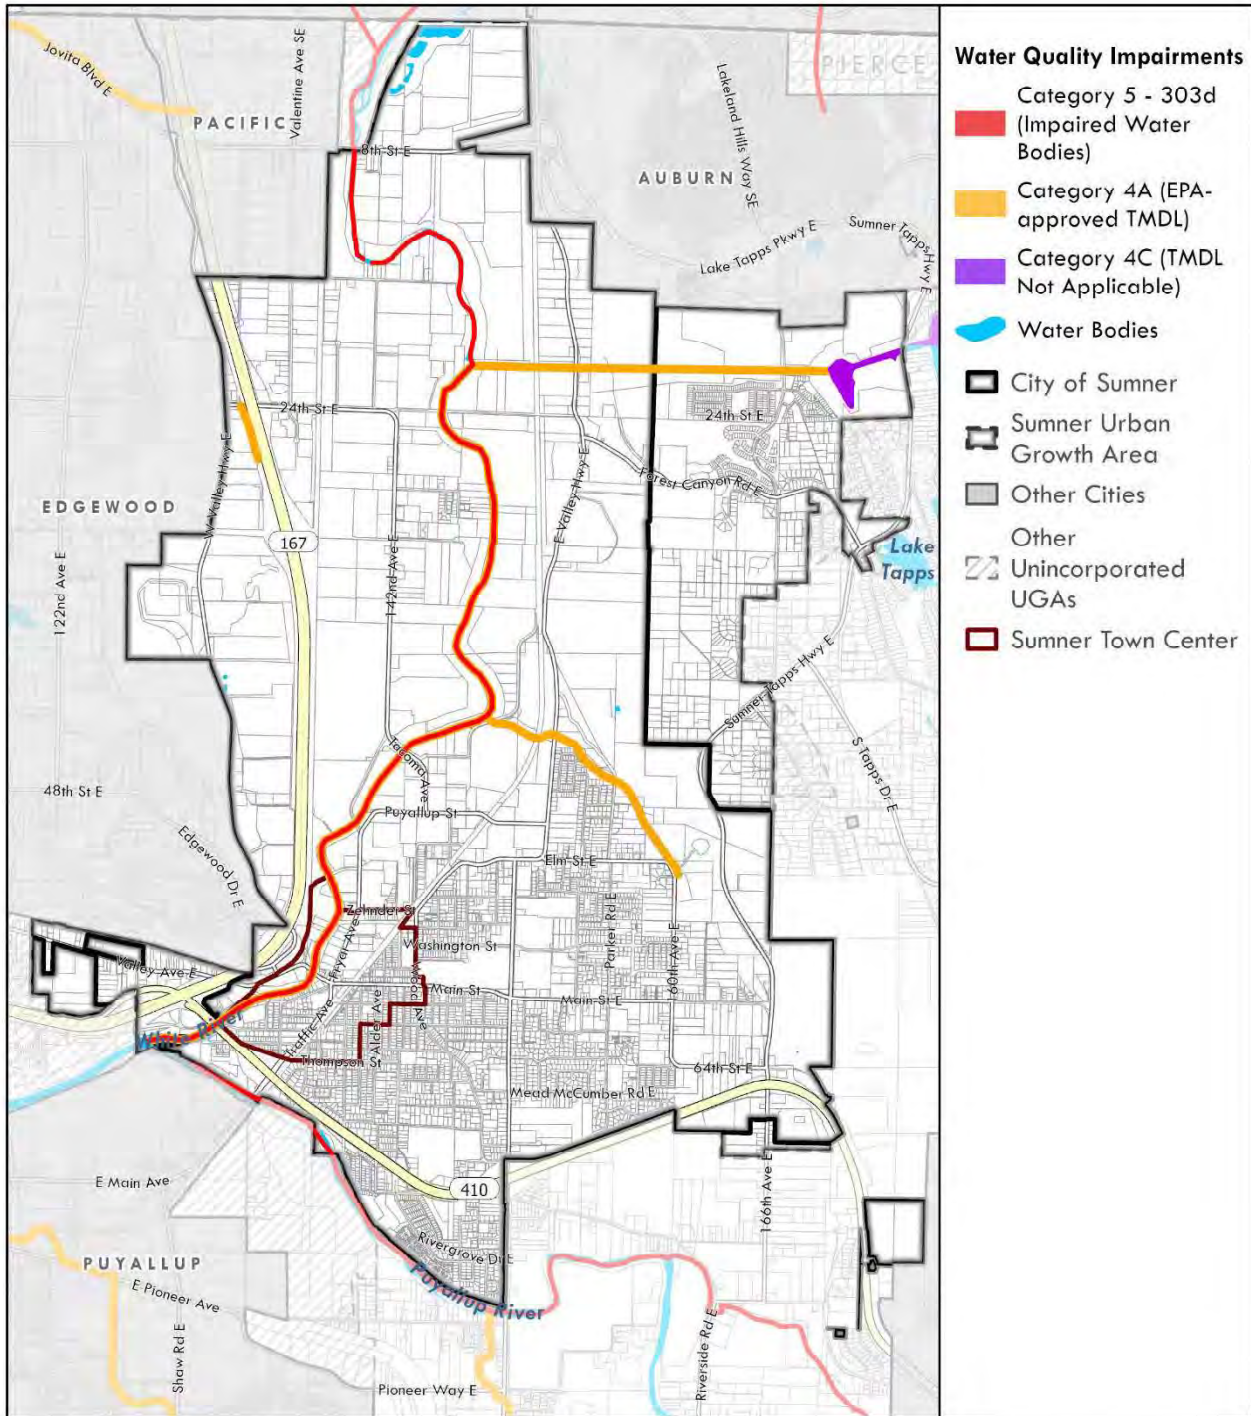 Jovita Blvd E
Valentine Ave SE
PACIFIC
8th St E
PIERCE
Lakeland Hills Way SE
AUBURN
Lake Tapps Pkwy E
Sumner Tapps Hwy E
24th St E
24th St E
W Valley Hwy E
E Valley Hwy E
Forest Canyon Rd E
EDGEWOOD
167
142nd Ave E
122nd Ave E
Lake
Tapps
Sumner-Tapps Hwy E
S Tapps Dr E
Tacoma Ave
48th St E
Puyallup St
Edgewood Dr E
Elm St E
Parker Rd E
160th Ave E
Zehnder St
Fryar Ave
Washington St
Wood Ave
Valley Ave E
Main St
Main St E
White River
Traffic Ave
Alder Ave
Thompson St
64th St E
Mead McCumber Rd E
E Main Ave
410
166th Ave E
Rivergrove Dr E
PUYALLUP
Puyallup River
E Pioneer Ave
Shaw Rd E
Riverside Rd E
Pioneer Way E
Water Quality Impairments
Category 5 - 303d
(Impaired Water
Bodies)
Category 4A (EPA-
approved TMDL)
Category 4C (TMDL
Not Applicable)
Water Bodies
City of Sumner
Sumner Urban
Growth Area
Other Cities
Other
Unincorporated
UGAs
Sumner Town Center